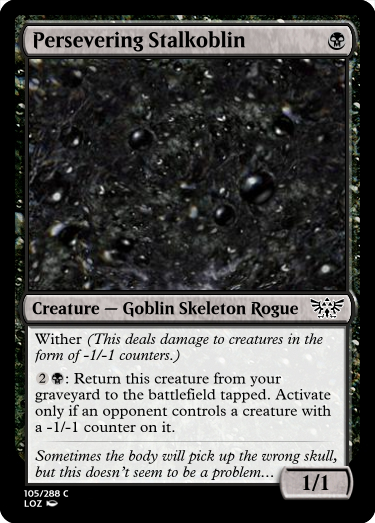 Persevering Stalkoblin
Creature — Goblin Skeleton Rogue
Wither (This deals damage to creatures in the
form of -1/-1 counters.)
2 : Return this creature from your
graveyard to the battlefield tapped. Activate
only if an opponent controls a creature with
a -1/-1 counter on it.
Sometimes the body will pick up the wrong skull,
but this doesn't seem to be a problem...
1/1
105/288 C
LOZ